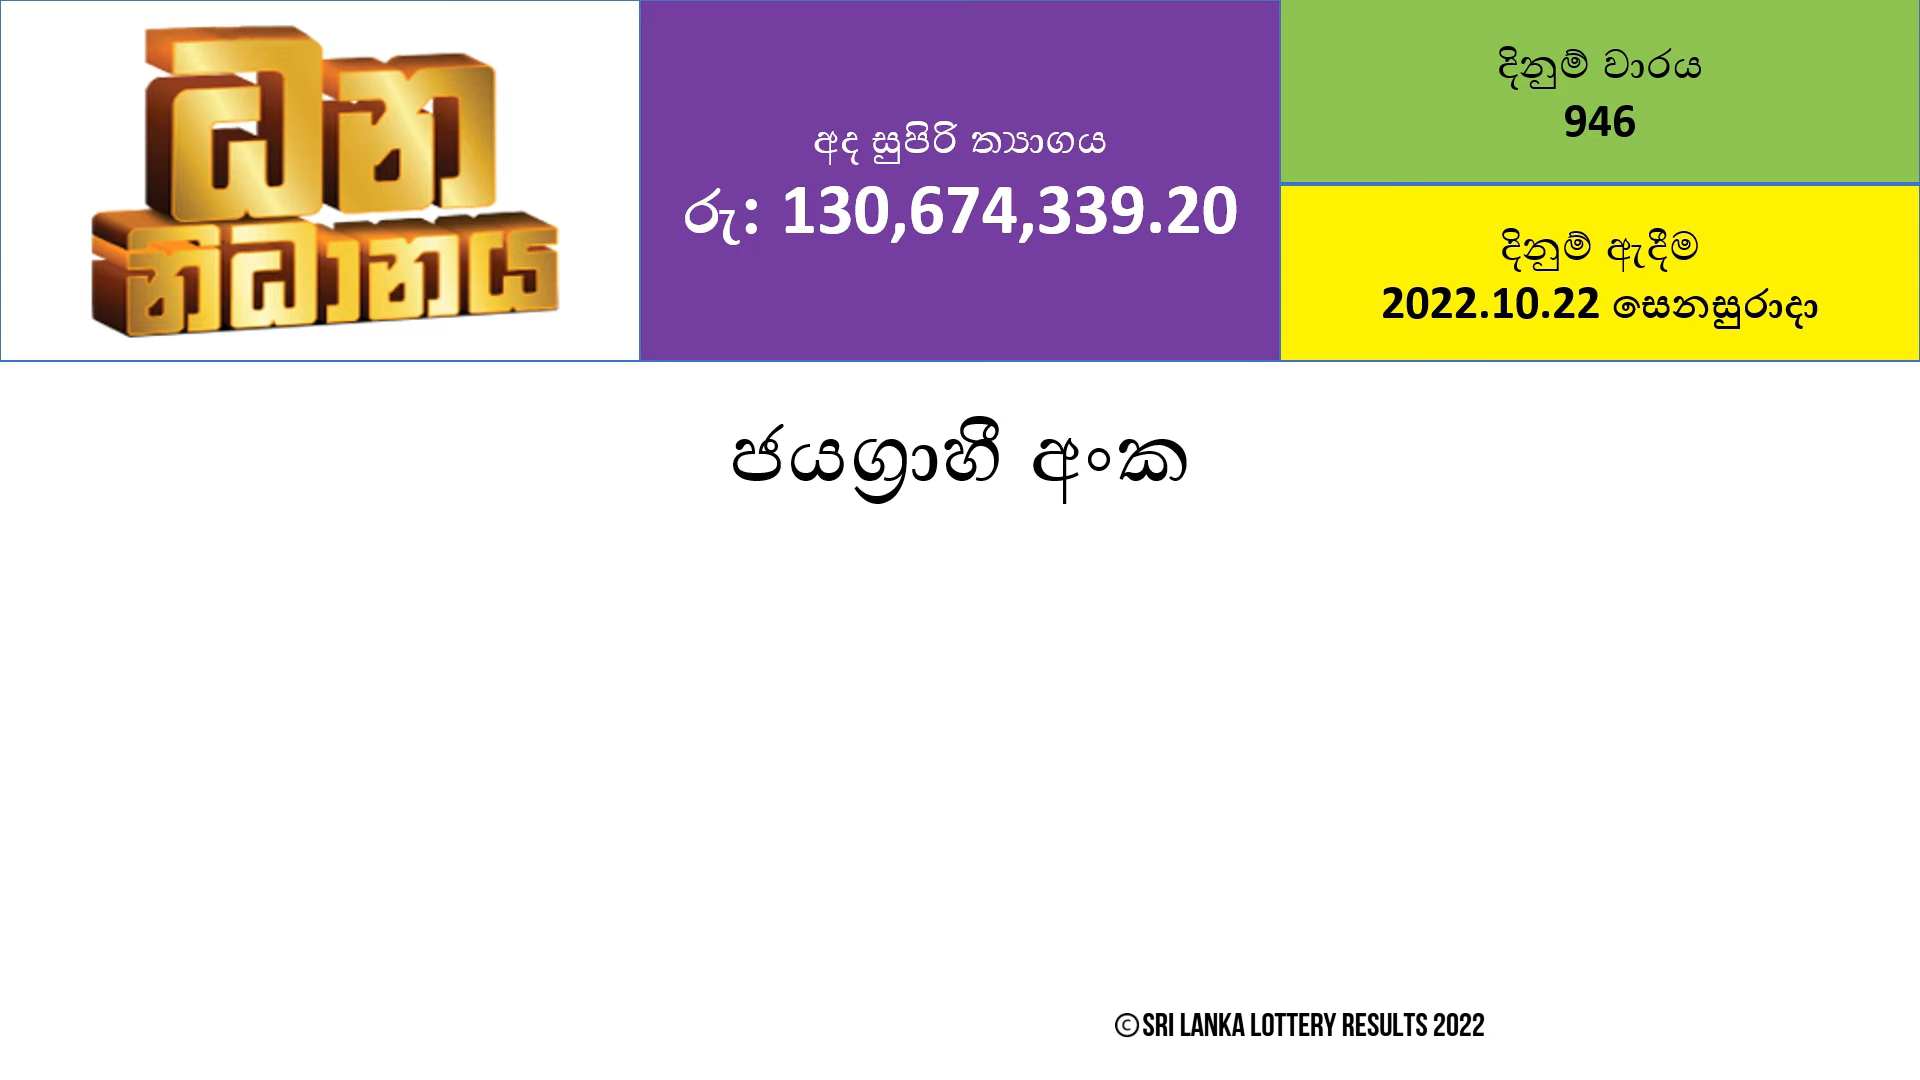 ධන
නිධානය
අද සුපිරි ත්‍යාගය
රු: 130,674,339.20
දිනුම් වාරය
946
දිනුම් ඇදීම
2022.10.22 සෙනසුරාදා
ජයග්‍රාහී අංක
©SRI LANKA LOTTERY RESULTS 2022